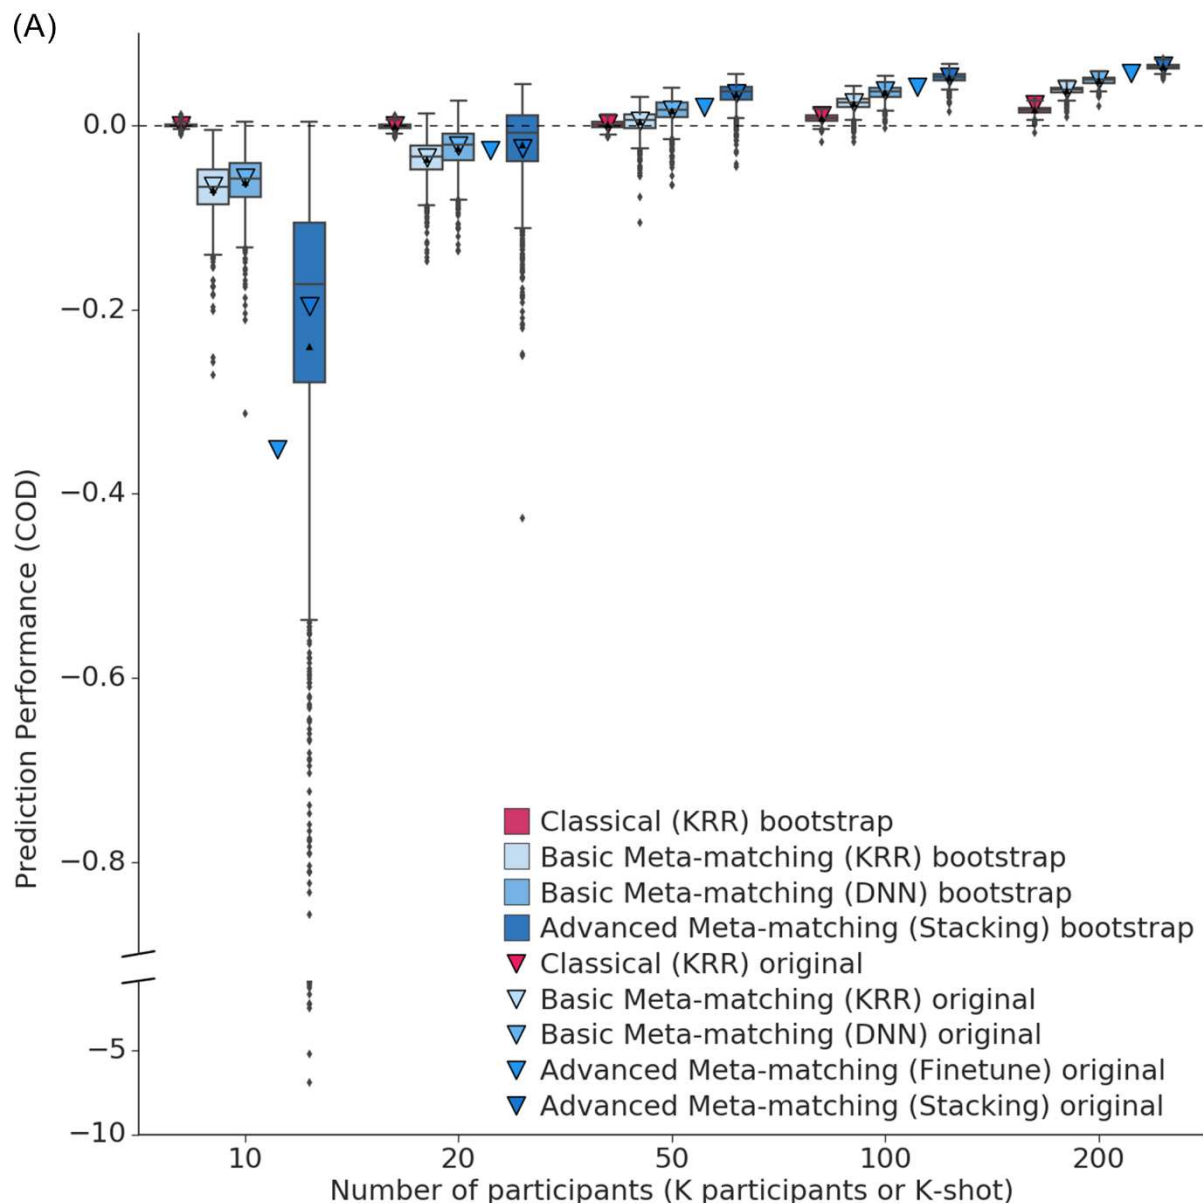 (A)
Prediction Performance (COD)
0.0
−0.2
−0.4
−0.6
−0.8
−5
−10
Classical (KRR) bootstrap
Basic Meta-matching (KRR) bootstrap
Basic Meta-matching (DNN) bootstrap
Advanced Meta-matching (Stacking) bootstrap
Classical (KRR) original
Basic Meta-matching (KRR) original
Basic Meta-matching (DNN) original
Advanced Meta-matching (Finetune) original
Advanced Meta-matching (Stacking) original
10 20 50 100 200
Number of participants (K participants or K-shot)